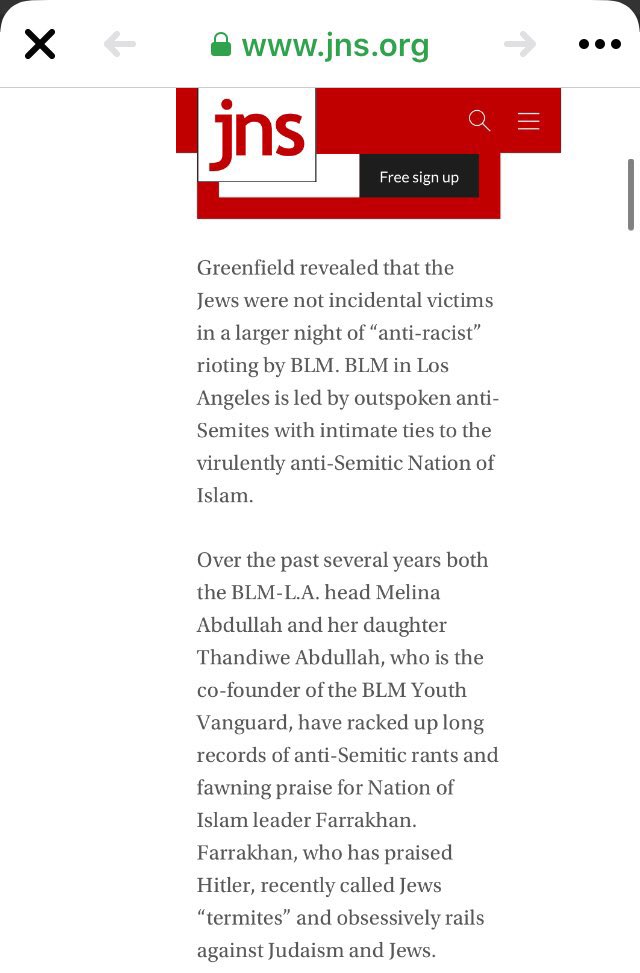 www.jns.org
jns
Free sign up
Greenfield revealed that the
Jews were not incidental victims
in a larger night of “anti-racist”
rioting by BLM. BLM in Los
Angeles is led by outspoken anti-
Semites with intimate ties to the
virulently anti-Semitic Nation of
Islam.
Over the past several years both
the BLM-L.A. head Melina
Abdullah and her daughter
Thandiwe Abdullah, who is the
co-founder of the BLM Youth
Vanguard, have racked up long
records of anti-Semitic rants and
fawning praise for Nation of
Islam leader Farrakhan.
Farrakhan, who has praised
Hitler, recently called Jews
“termites” and obsessively rails
against Judaism and Jews.